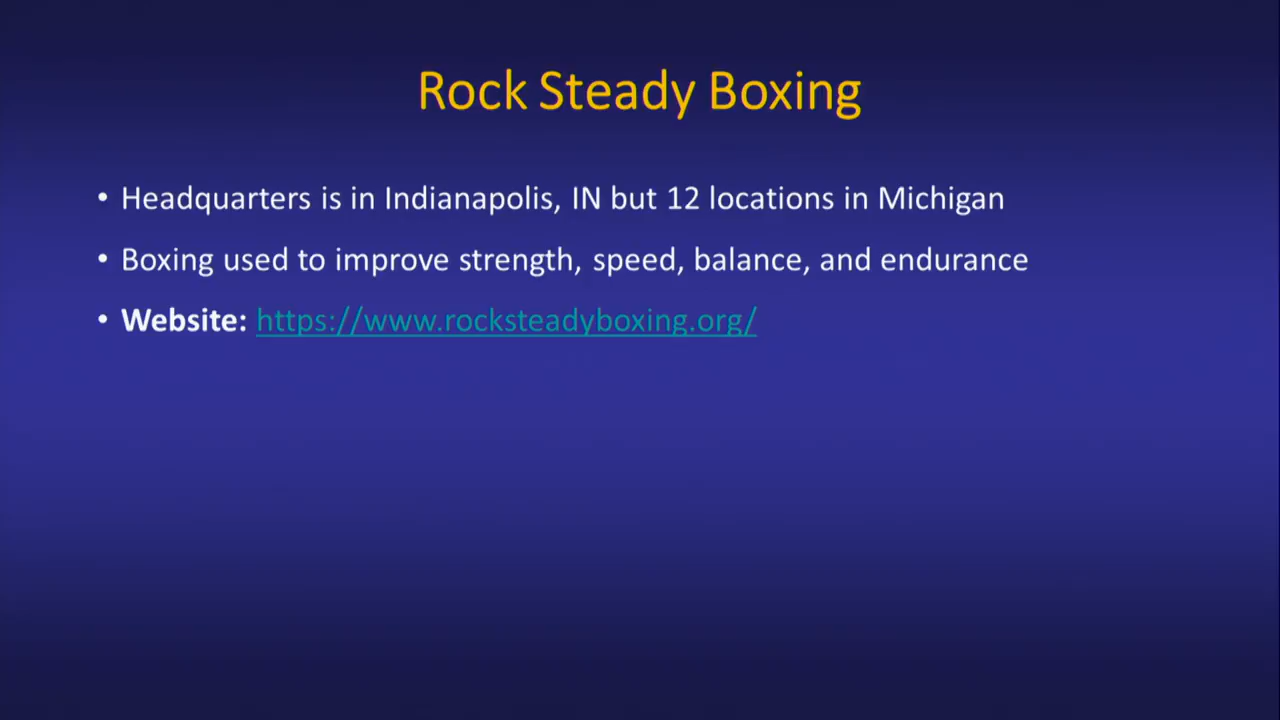 Rock Steady Boxing
• Headquarters is in Indianapolis, IN but 12 locations in Michigan
• Boxing used to improve strength, speed, balance, and endurance
• Website: https://www.rocksteadyboxing.org/